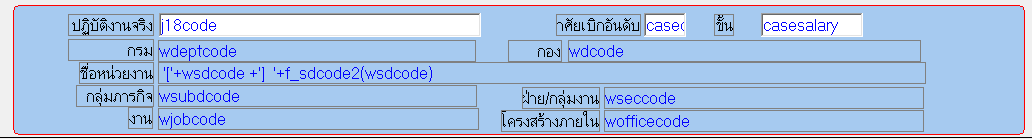 ปฏิบัติงานจริง j18code าศัยเบิกอันดับ casec ขั้น casesalary
กรม wdeptcode กอง wdcode
ชื่อหน่วยงาน '['+wsdcode +'] '+f_sdcode2(wsdcode)
กลุ่มภารกิจ wsubdcode ฝ่าย/กลุ่มงาน wseccode
งาน wjobcode โครงสร้างภายใน wofficecode